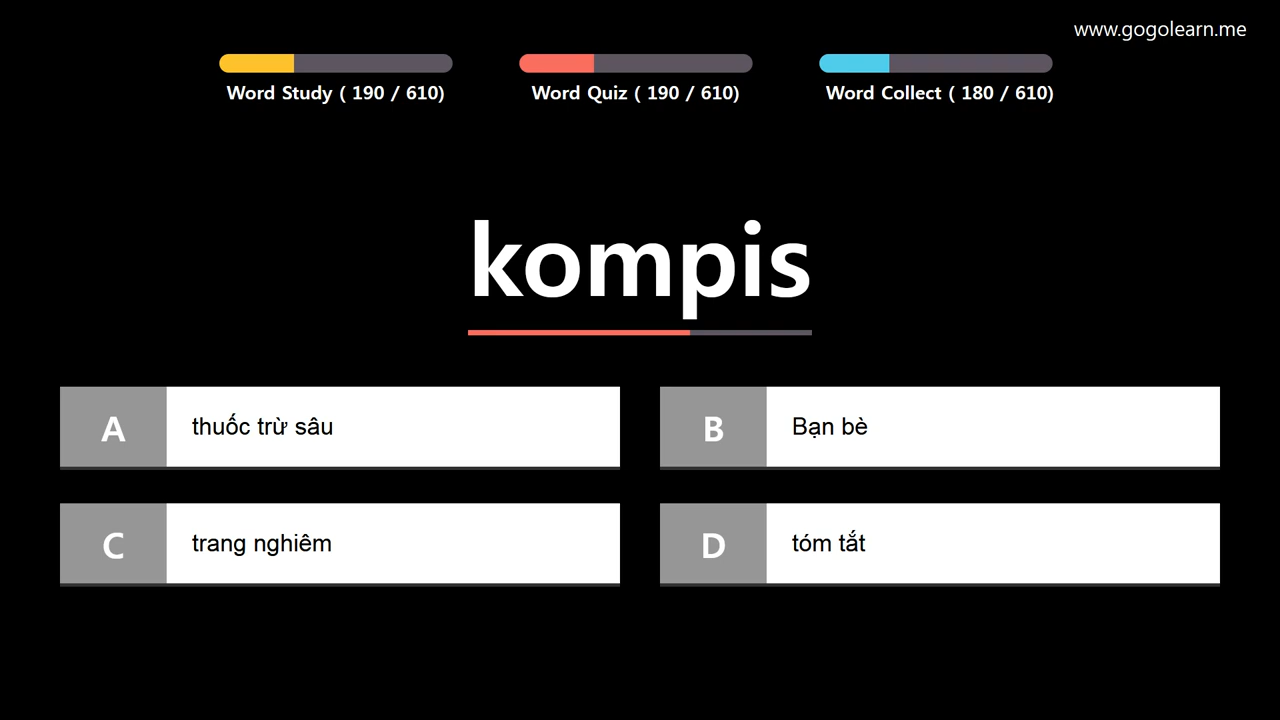 www.gogolearn.me
Word Study ( 190 / 610)
Word Quiz ( 190 / 610)
Word Collect ( 180 / 610)
kompis
A
thuốc trừ sâu
B
Bạn bè
C
trang nghiêm
D
tóm tắt